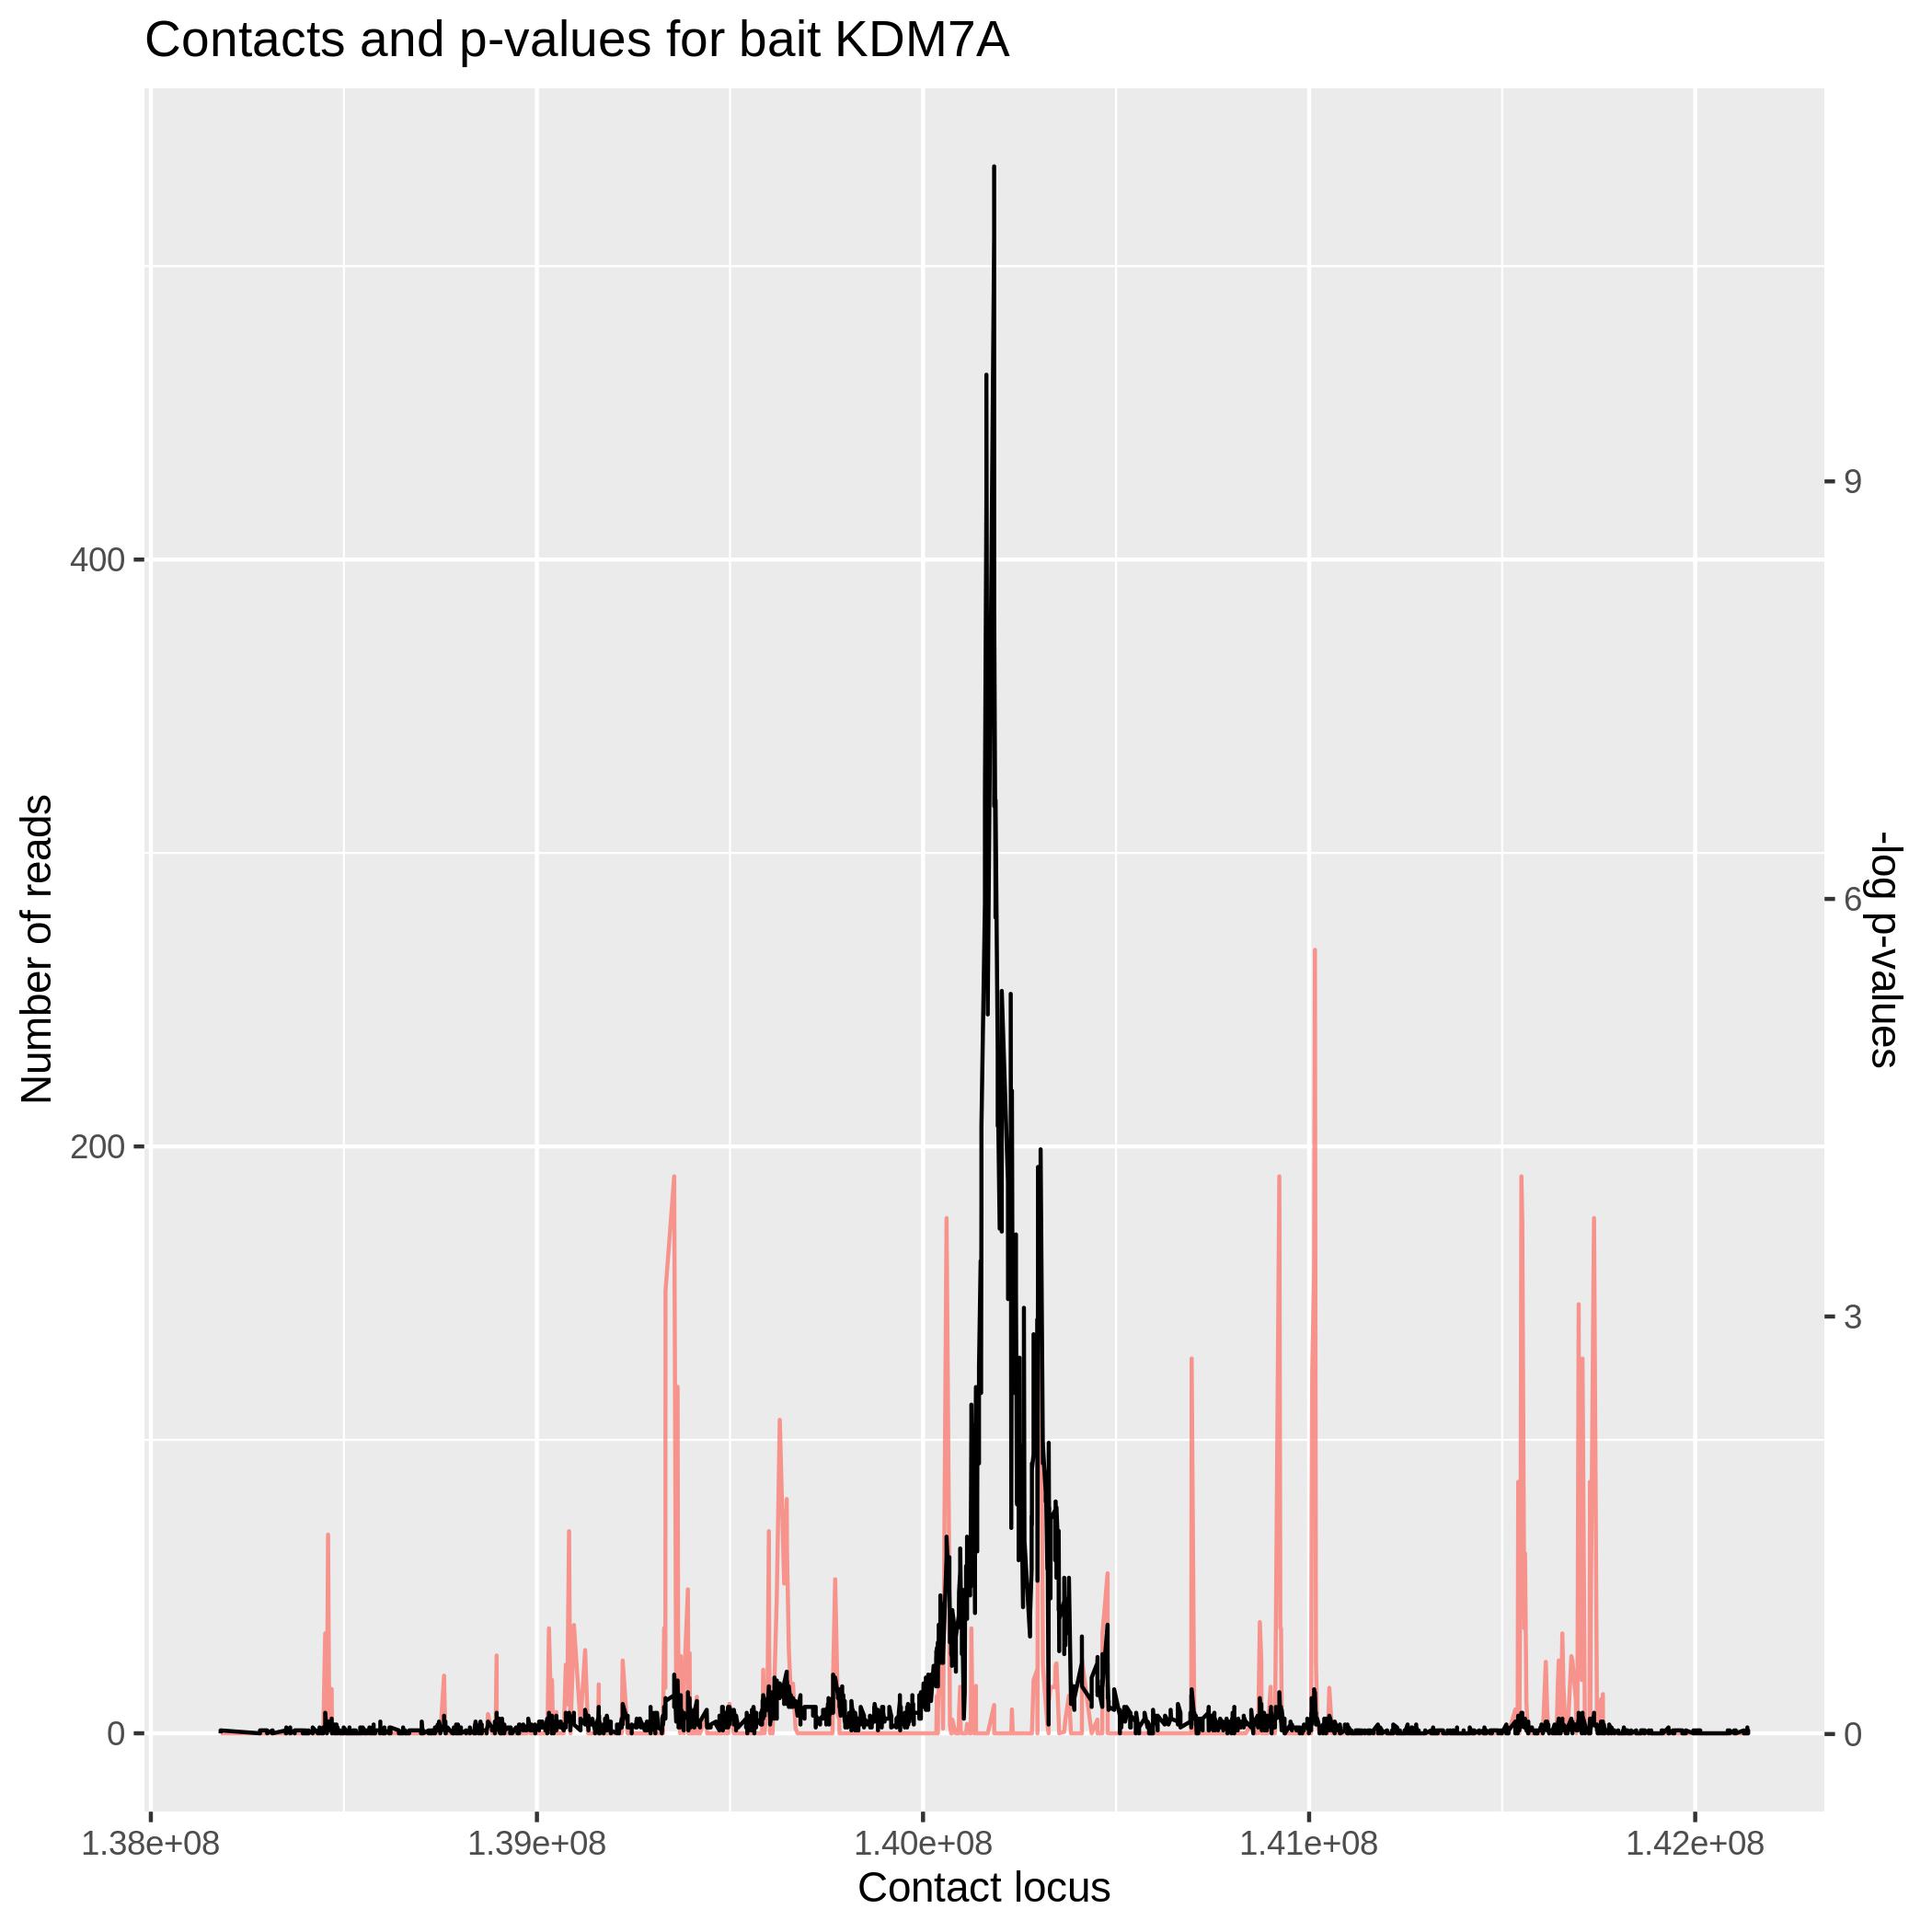 Contacts and p-values for bait KDM7A
Number of reads
400
200
0
9
6
3
0
-log p-values
1.38e+08
1.39e+08
1.40e+08
1.41e+08
1.42e+08
Contact locus